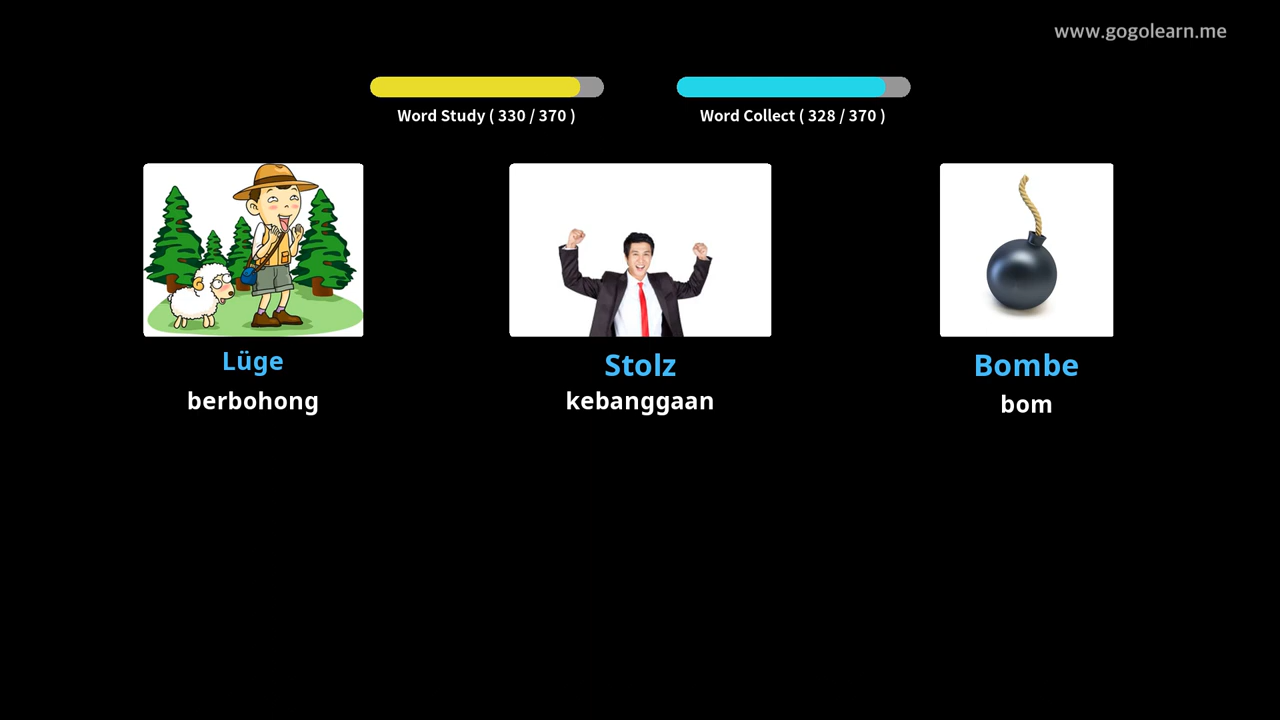 www.gogolearn.me
Word Study ( 330 / 370 )
Word Collect ( 328 / 370 )
Lüge
berbohong
Stolz
kebanggaan
Bombe
bom